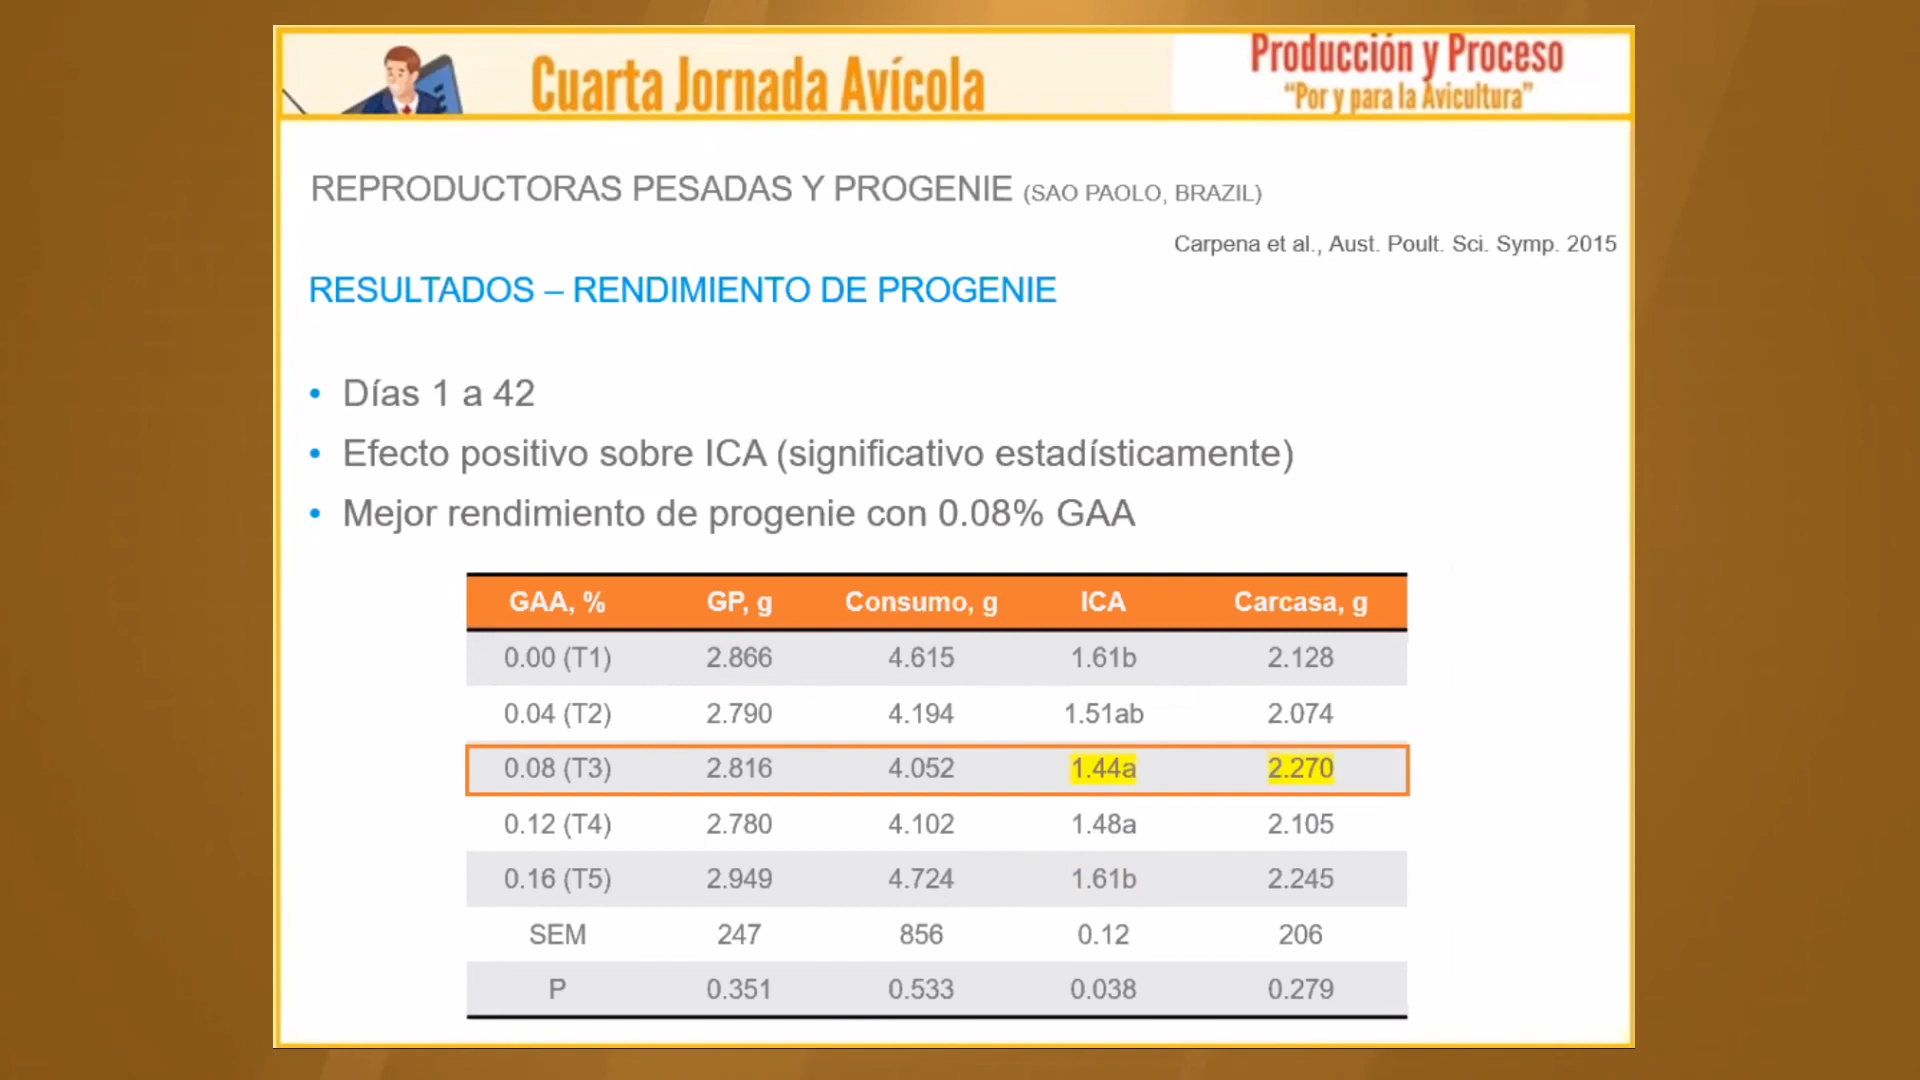 Cuarta Jornada Avícola
Producción y Proceso
“Por y para la Avicultura”
REPRODUCTORAS PESADAS Y PROGENIE (SAO PAOLO, BRAZIL)
Carpena et al., Aust. Poult. Sci. Symp. 2015
RESULTADOS – RENDIMIENTO DE PROGENIE
• Días 1 a 42
• Efecto positivo sobre ICA (significativo estadísticamente)
• Mejor rendimiento de progenie con 0.08% GAA
GAA, % GP, g Consumo, g ICA Carcasa, g
0.00 (T1) 2.866 4.615 1.61b 2.128
0.04 (T2) 2.790 4.194 1.51ab 2.074
0.08 (T3) 2.816 4.052 1.44a 2.270
0.12 (T4) 2.780 4.102 1.48a 2.105
0.16 (T5) 2.949 4.724 1.61b 2.245
SEM 247 856 0.12 206
P 0.351 0.533 0.038 0.279